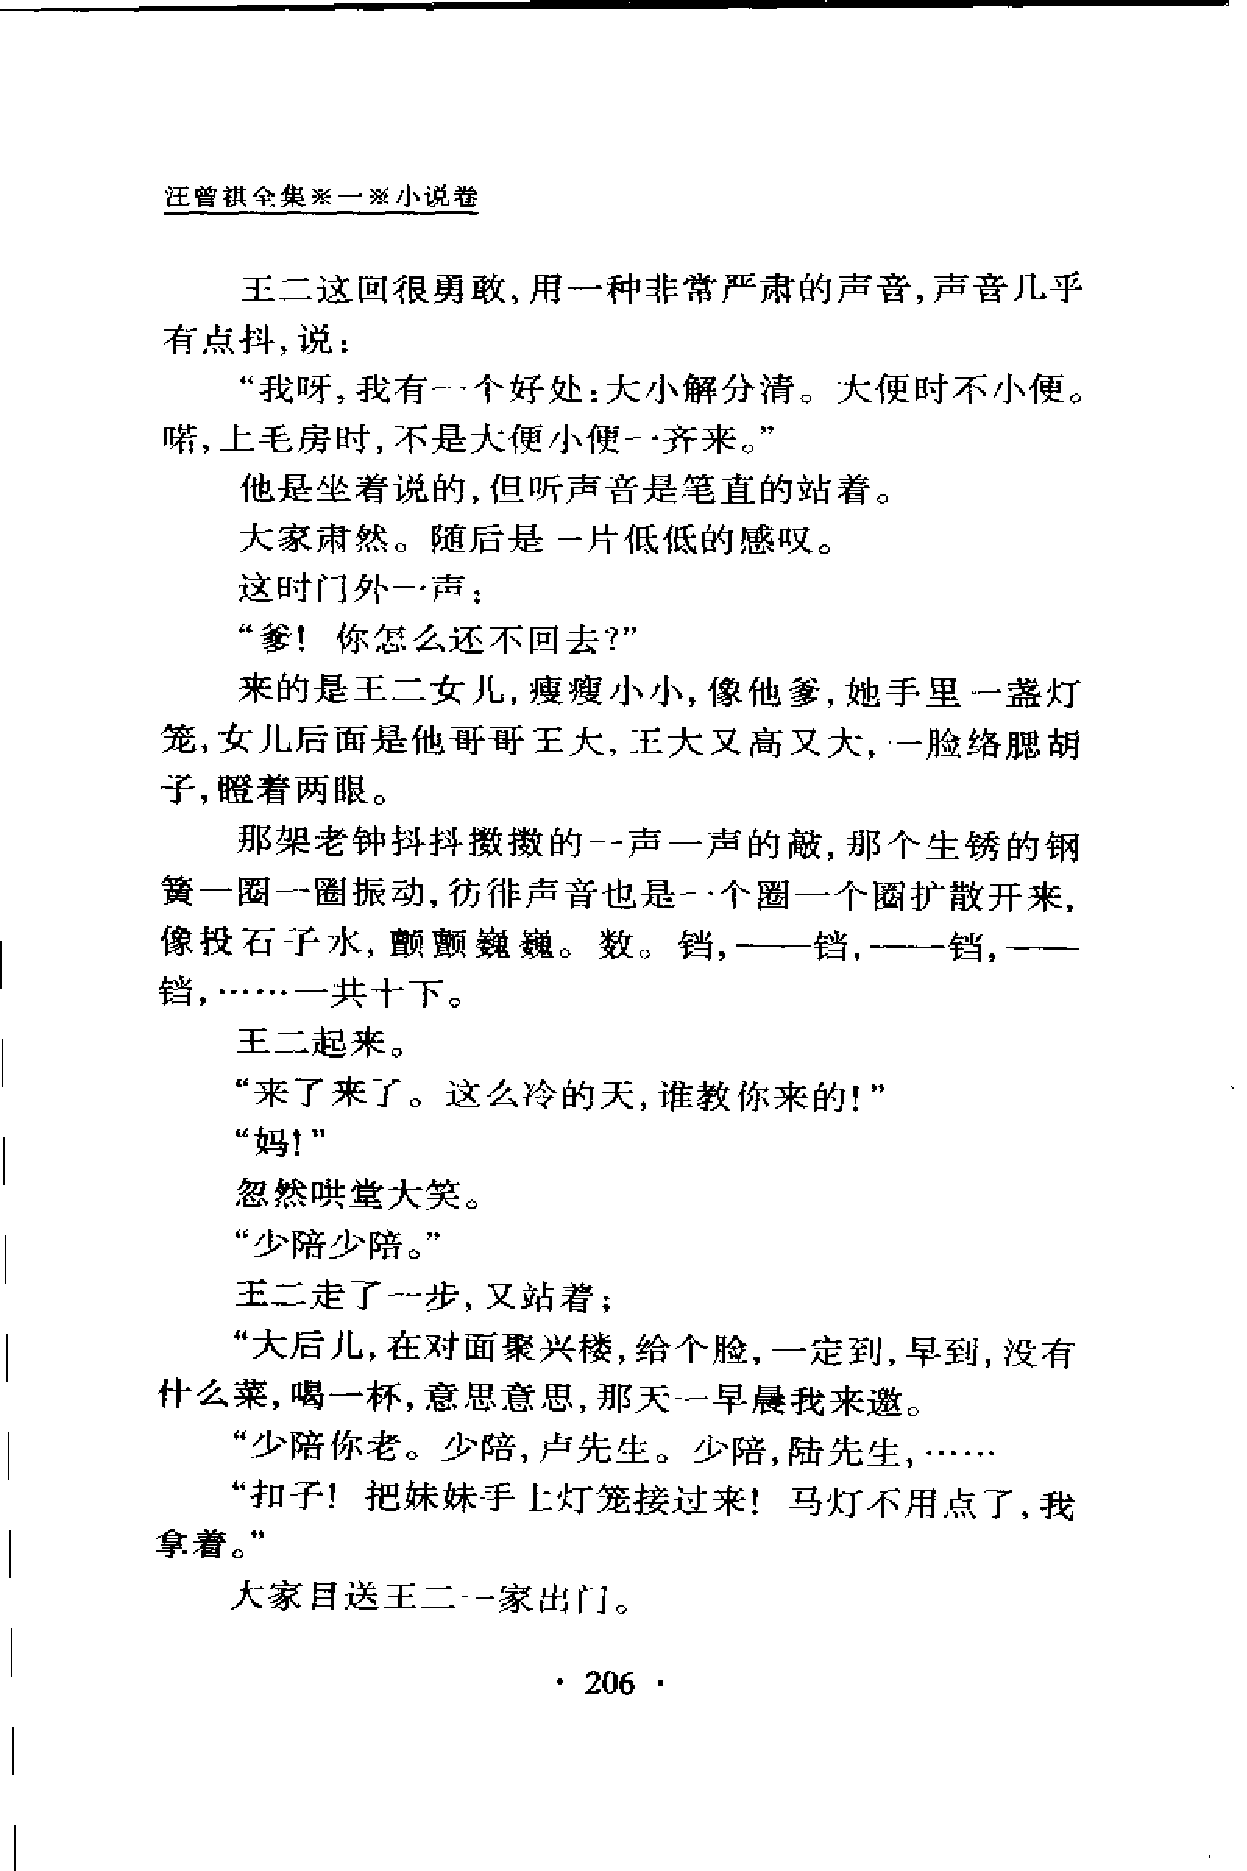 汪曾祺全集※一※小说卷
王二这回很勇敢,用一种非常严肃的声音,声音几乎
有点抖,说:
“我呀,我有一个好处:大小解分清。大便时不小便。
喏,上毛房时,不是大便小便一齐来。”
他是坐着说的,但听声音是笔直的站着。
大家肃然。随后是一片低低的感叹。
这时门外一声:
“爹! 你怎么还不回去?”
来的是王二女儿,瘦瘦小小,像他爹,她手里一盏灯
笼,女儿后面是他哥哥王大,王大又高又大,一脸络腮胡
子,瞪着两眼。
那架老钟抖抖擞擞的一声一声的敲,那个生锈的钢
簧一圈一圈振动,彷徘声音也是一个圈一个圈扩散开来,
像投石子水,颤颤巍巍。数。铛,——铛,——铛,——
铛,……一共十下。
王二起来。
“来了来了。这么冷的天,谁教你来的!”
“妈!”
忽然哄堂大笑。
“少陪少陪。”
王二走了一步,又站着;
“大后儿,在对面聚兴楼,给个脸,一定到,早到,没有
什么菜,喝一杯,意思意思,那天一早晨我来邀。
“少陪你老。少陪,卢先生。少陪,陆先生,……
“扣子! 把妹妹手上灯笼接过来! 马灯不用点了,我
拿着。”
大家目送王二一家出门。
· 206 ·